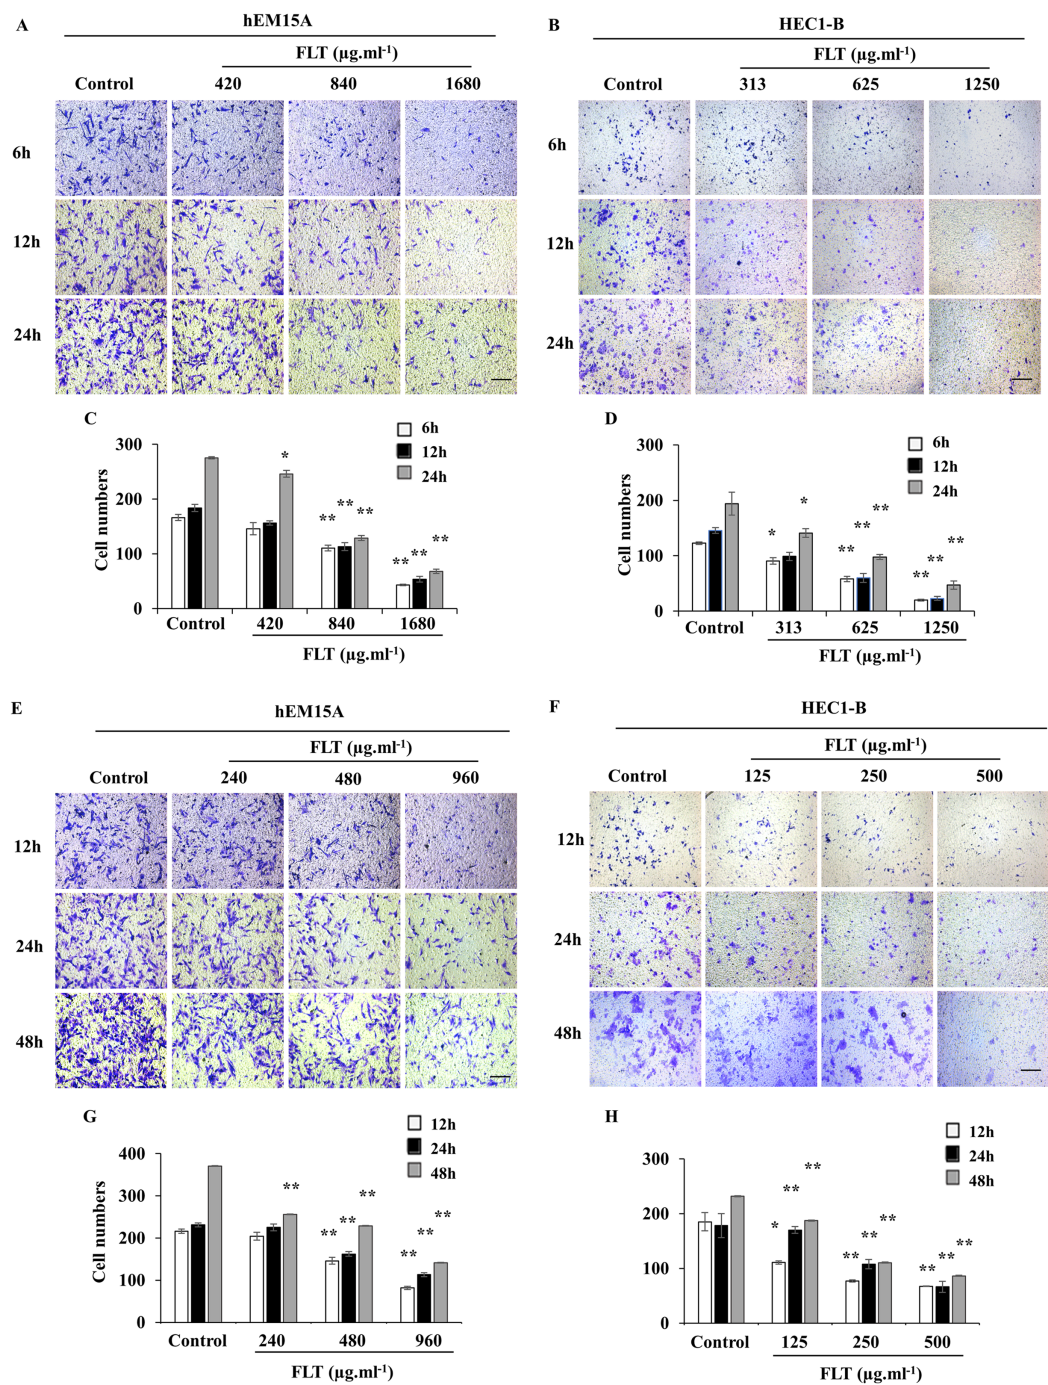 A
hEM15A
FLT (µg.ml-1)
Control 420 840 1680
6h
12h
24h
B
HEC1-B
FLT (µg.ml-1)
Control 313 625 1250
6h
12h
24h
C
6h
12h
24h
Cell numbers
300
200
100
0
*
** ** **
** ** **
Control 420 840 1680
FLT (µg.ml-1)
D
6h
12h
24h
Cell numbers
300
200
100
0
* *
** ** **
** ** **
Control 313 625 1250
FLT (µg.ml-1)
E
hEM15A
FLT (µg.ml-1)
Control 240 480 960
12h
24h
48h
F
HEC1-B
FLT (µg.ml-1)
Control 125 250 500
12h
24h
48h
G
12h
24h
48h
Cell numbers
400
300
200
100
0
**
** ** **
** ** **
Control 240 480 960
FLT (µg.ml-1)
H
12h
24h
48h
300
200
100
0
* ** **
** ** **
** ** **
Control 125 250 500
FLT (µg.ml-1)